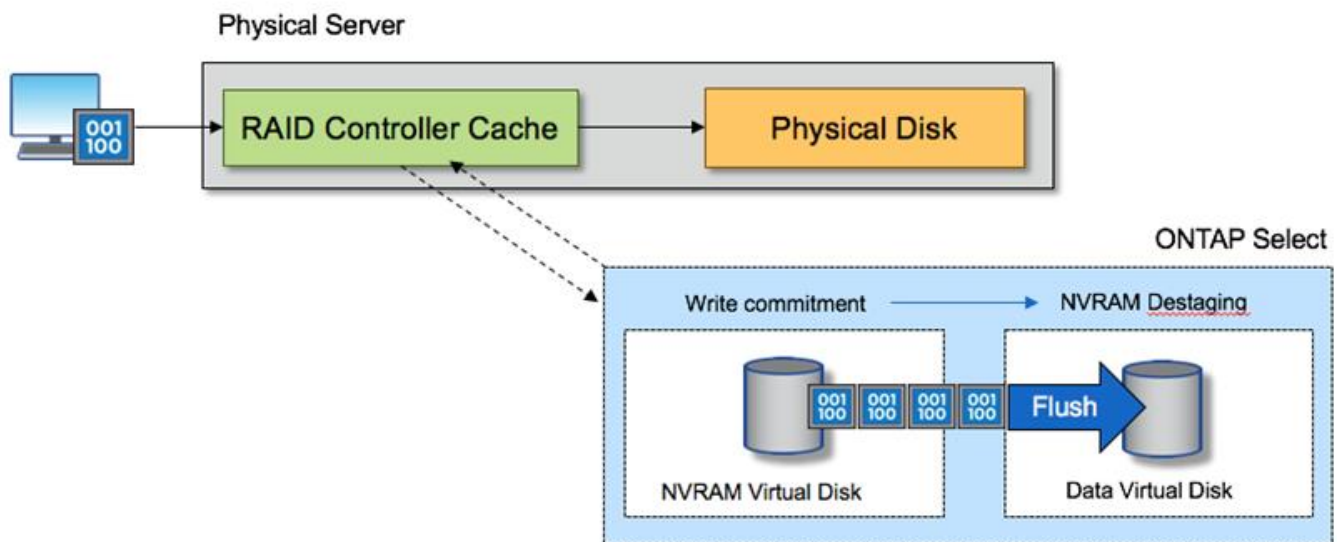 Physical Server
001
100
RAID Controller Cache
Physical Disk
ONTAP Select
Write commitment
NVRAM Destaging
001
100
001
100
001
100
001
100
Flush
NVRAM Virtual Disk
Data Virtual Disk